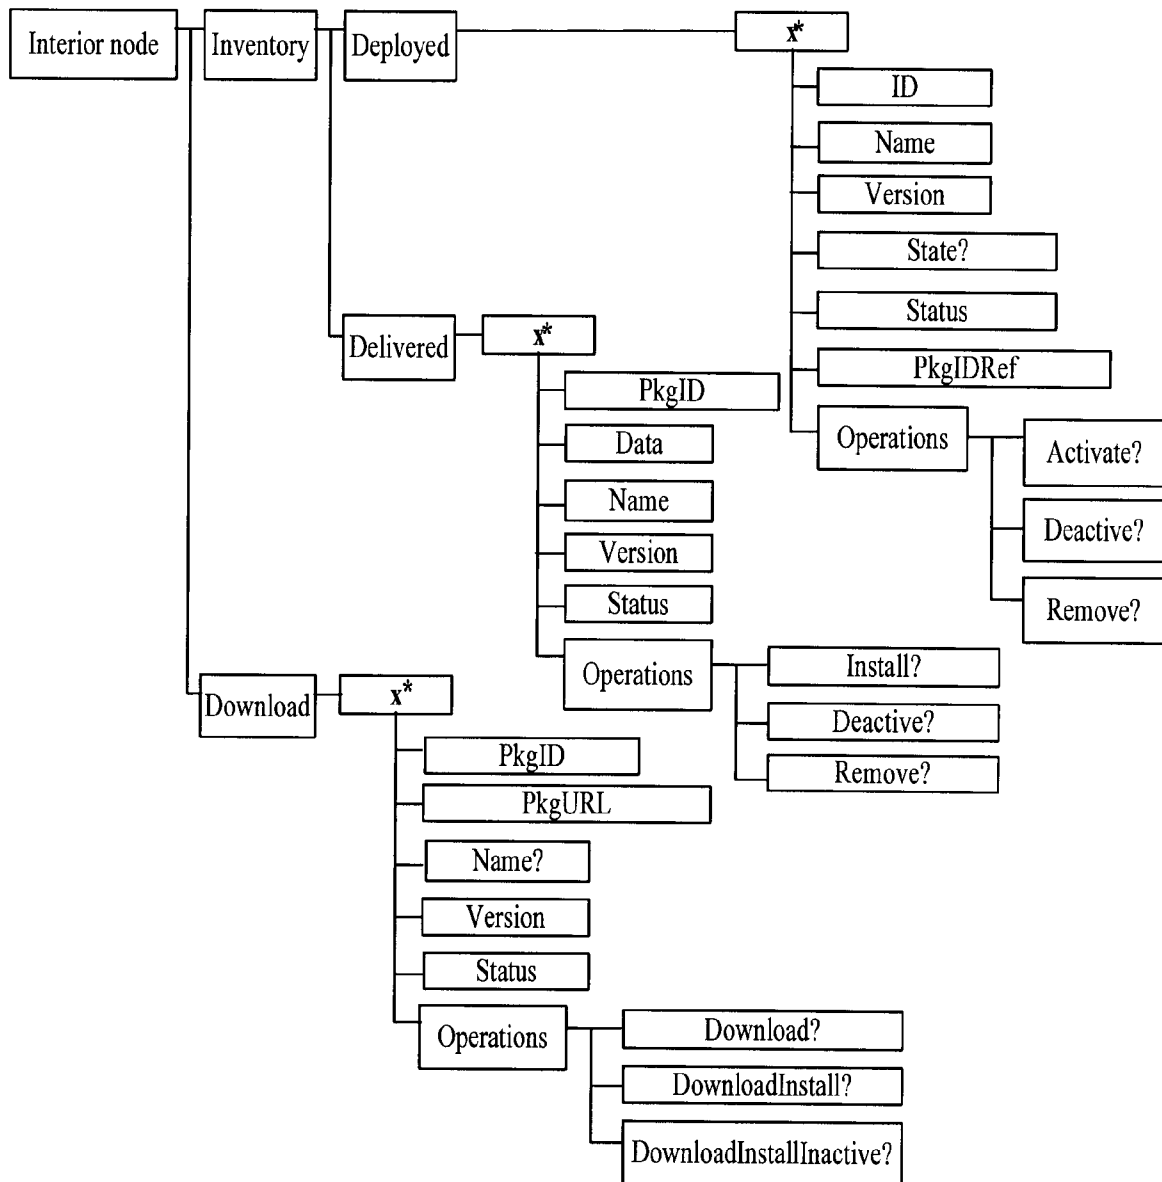 Interior node
Inventory
Deployed
x*
ID
Name
Version
State?
Status
PkgIDRef
Operations
Activate?
Deactive?
Remove?
Delivered
x*
PkgID
Data
Name
Version
Status
Operations
Install?
Deactive?
Remove?
Download
x*
PkgID
PkgURL
Name?
Version
Status
Operations
Download?
DownloadInstall?
DownloadInstallInactive?